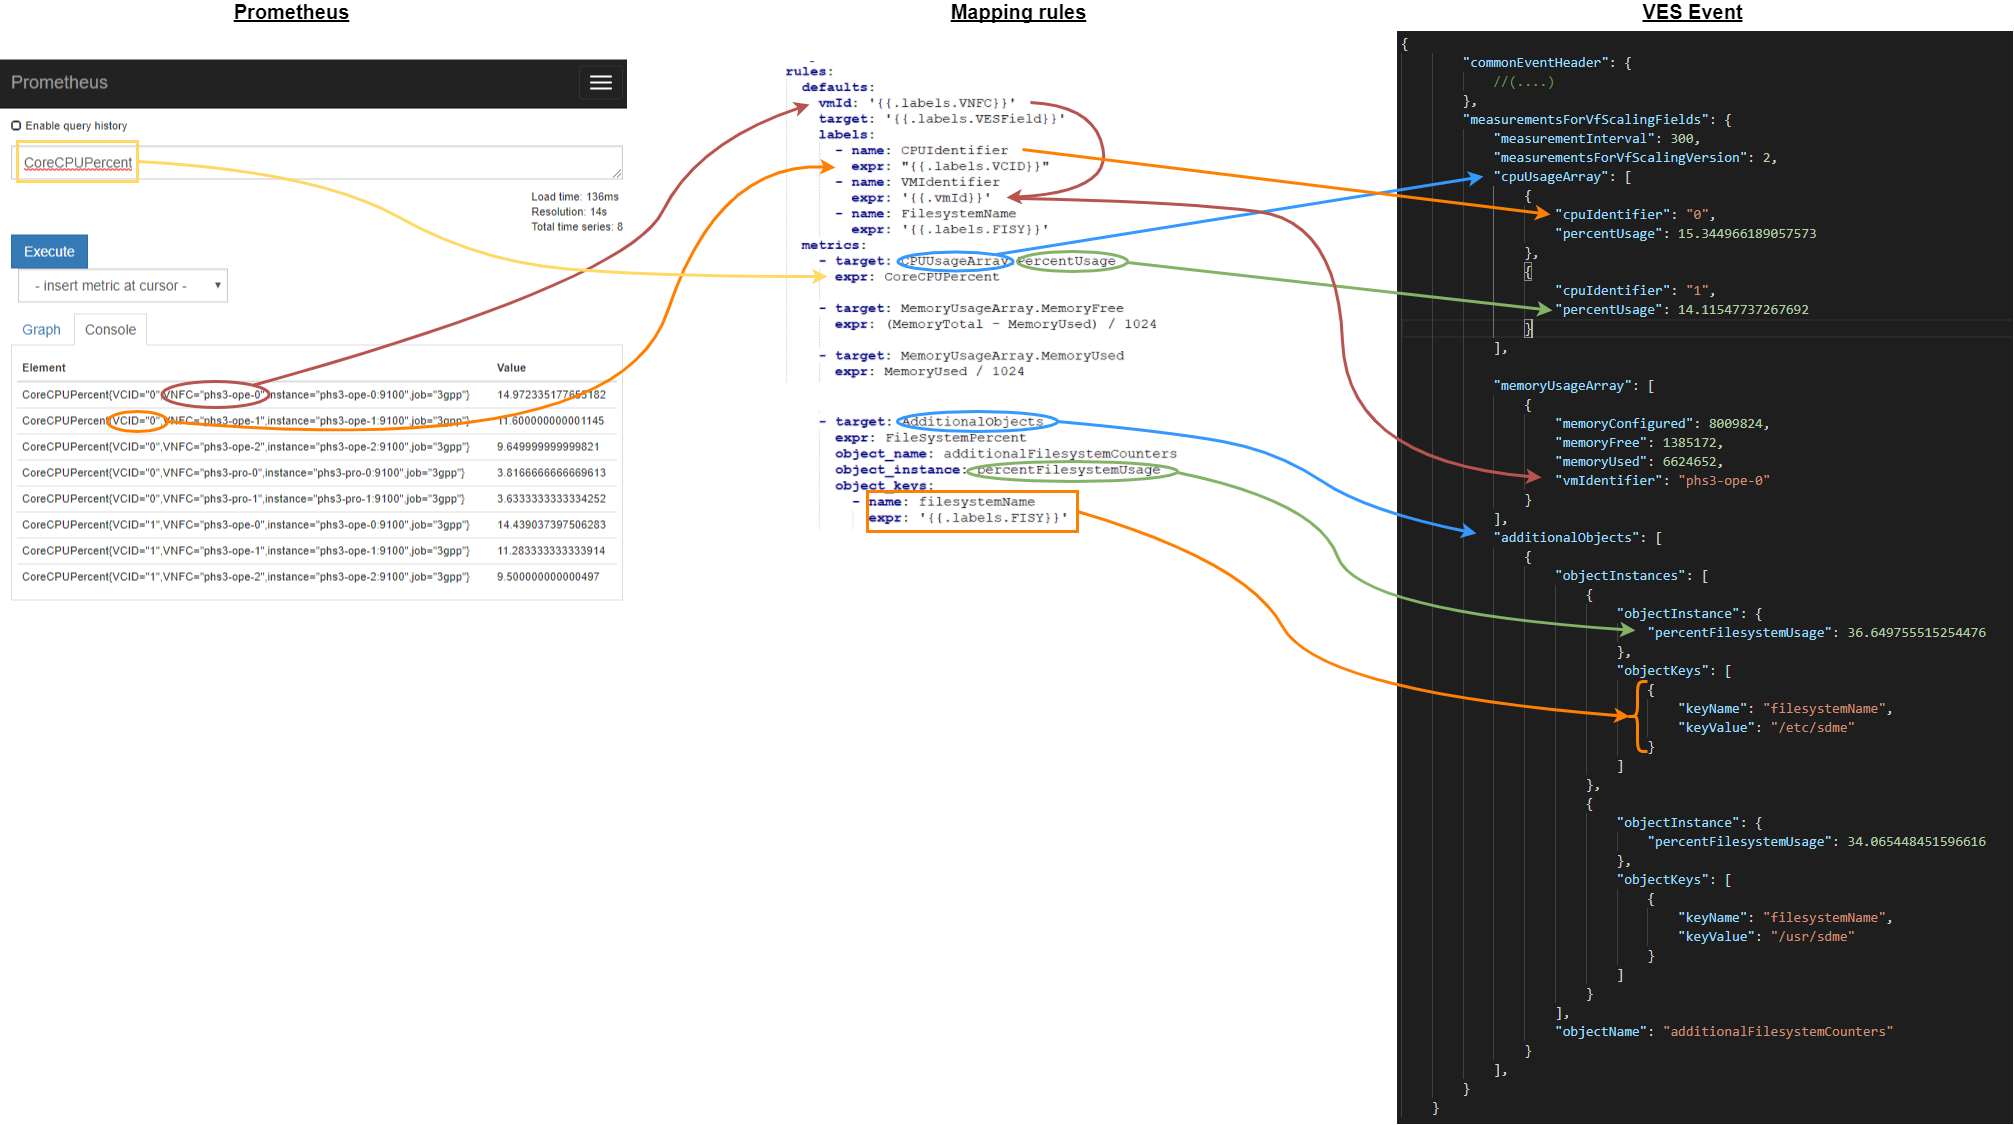 Prometheus
Prometheus
Enable query history
CoreCPUPercent
Load time: 136ms
Resolution: 14s
Total time series: 8
Execute
- insert metric at cursor -
Graph
Console
Element Value
CoreCPUPercent{VCID="0",VNFC="phs3-ope-0",instance="phs3-ope-0:9100",job="3gpp"} 14.972335177655182
CoreCPUPercent{VCID="0",VNFC="phs3-ope-1",instance="phs3-ope-1:9100",job="3gpp"} 11.600000000001145
CoreCPUPercent{VCID="0",VNFC="phs3-ope-2",instance="phs3-ope-2:9100",job="3gpp"} 9.649999999999821
CoreCPUPercent{VCID="0",VNFC="phs3-pro-0",instance="phs3-pro-0:9100",job="3gpp"} 3.8166666666669613
CoreCPUPercent{VCID="0",VNFC="phs3-pro-1",instance="phs3-pro-1:9100",job="3gpp"} 3.6333333333334252
CoreCPUPercent{VCID="1",VNFC="phs3-ope-0",instance="phs3-ope-0:9100",job="3gpp"} 14.439037397506283
CoreCPUPercent{VCID="1",VNFC="phs3-ope-1",instance="phs3-ope-1:9100",job="3gpp"} 11.283333333333914
CoreCPUPercent{VCID="1",VNFC="phs3-ope-2",instance="phs3-ope-2:9100",job="3gpp"} 9.500000000000497
Mapping rules
rules:
defaults:
vmId: '{{.labels.VNFC}}'
target: '{{.labels.VESField}}'
labels:
- name: CPUIdentifier
expr: "{{.labels.VCID}}"
- name: VMIdentifier
expr: '{{.vmId}}'
- name: FilesystemName
expr: '{{.labels.FISY}}'
metrics:
- target: CPUUsageArray.PercentUsage
expr: CoreCPUPercent
- target: MemoryUsageArray.MemoryFree
expr: (MemoryTotal - MemoryUsed) / 1024
- target: MemoryUsageArray.MemoryUsed
expr: MemoryUsed / 1024
- target: AdditionalObjects
expr: FileSystemPercent
object_name: additionalFilesystemCounters
object_instance: percentFilesystemUsage
object_keys:
- name: filesystemName
expr: '{{.labels.FISY}}'
VES Event
{
"commonEventHeader": {
//(....)
},
"measurementsForVfScalingFields": {
"measurementInterval": 300,
"measurementsForVfScalingVersion": 2,
"cpuUsageArray": [
{
"cpuIdentifier": "0",
"percentUsage": 15.344966189057573
},
{
"cpuIdentifier": "1",
"percentUsage": 14.11547737267692
}
],
"memoryUsageArray": [
{
"memoryConfigured": 8009824,
"memoryFree": 1385172,
"memoryUsed": 6624652,
"vmIdentifier": "phs3-ope-0"
}
],
"additionalObjects": [
{
"objectInstances": [
{
"objectInstance": {
"percentFilesystemUsage": 36.649755515254476
},
"objectKeys": [
{
"keyName": "filesystemName",
"keyValue": "/etc/sdme"
}
]
},
{
"objectInstance": {
"percentFilesystemUsage": 34.065448451596616
},
"objectKeys": [
{
"keyName": "filesystemName",
"keyValue": "/usr/sdme"
}
]
}
],
"objectName": "additionalFilesystemCounters"
}
],
}
}